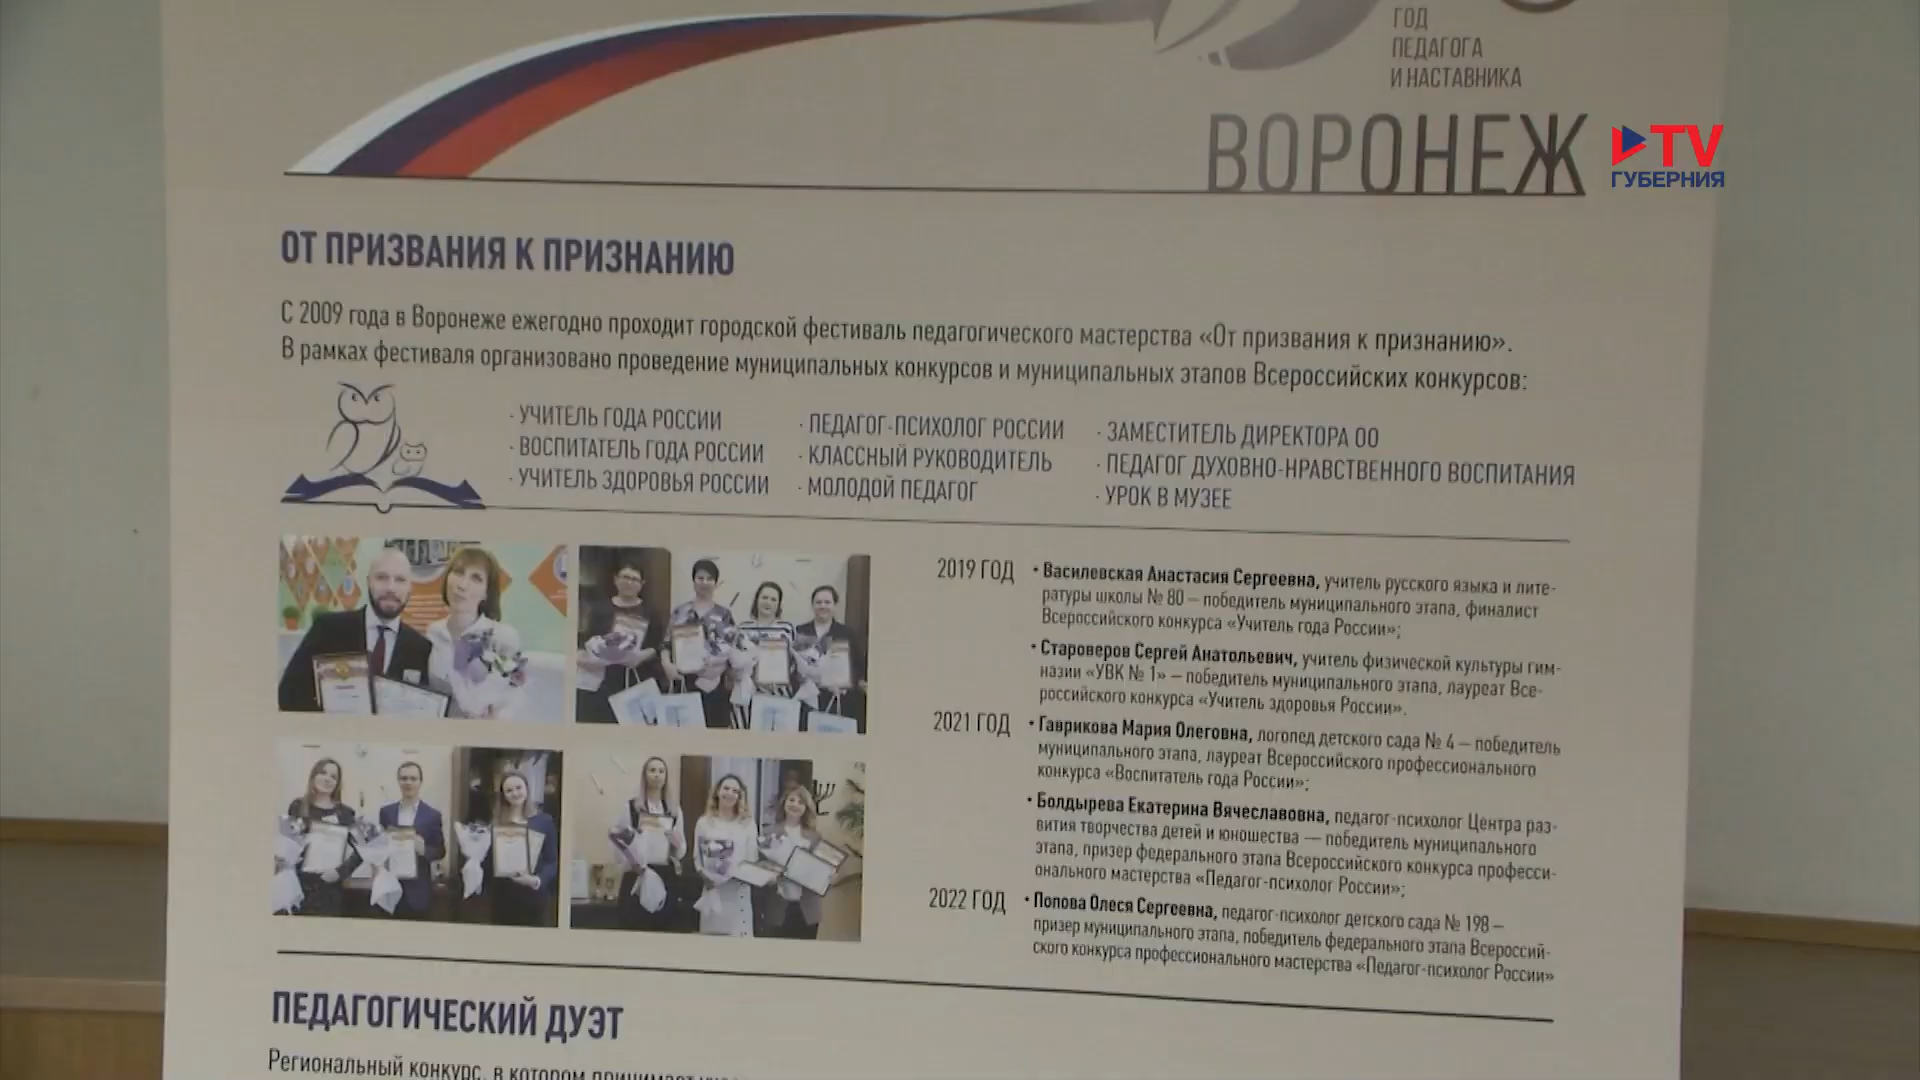 ГОД
ПЕДАГОГА
И НАСТАВНИКА
ВОРОНЕЖ
TV
ГУБЕРНИЯ
ОТ ПРИЗВАНИЯ К ПРИЗНАНИЮ
С 2009 года в Воронеже ежегодно проходит городской фестиваль педагогического мастерства «От призвания к признанию».
В рамках фестиваля организовано проведение муниципальных конкурсов и муниципальных этапов Всероссийских конкурсов:
· УЧИТЕЛЬ ГОДА РОССИИ
· ВОСПИТАТЕЛЬ ГОДА РОССИИ
· УЧИТЕЛЬ ЗДОРОВЬЯ РОССИИ
· ПЕДАГОГ-ПСИХОЛОГ РОССИИ
· КЛАССНЫЙ РУКОВОДИТЕЛЬ
· МОЛОДОЙ ПЕДАГОГ
· ЗАМЕСТИТЕЛЬ ДИРЕКТОРА ОО
· ПЕДАГОГ ДУХОВНО-НРАВСТВЕННОГО ВОСПИТАНИЯ
· УРОК В МУЗЕЕ
2019 ГОД • Василевская Анастасия Сергеевна, учитель русского языка и лите-
ратуры школы № 80 – победитель муниципального этапа, финалист
Всероссийского конкурса «Учитель года России»;
• Староверов Сергей Анатольевич, учитель физической культуры гим-
назии «УВК № 1» – победитель муниципального этапа, лауреат Все-
российского конкурса «Учитель здоровья России».
2021 ГОД • Гаврикова Мария Олеговна, логопед детского сада № 4 – победитель
муниципального этапа, лауреат Всероссийского профессионального
конкурса «Воспитатель года России»;
• Болдырева Екатерина Вячеславовна, педагог-психолог Центра раз-
вития творчества детей и юношества — победитель муниципального
этапа, призер федерального этапа Всероссийского конкурса професси-
онального мастерства «Педагог-психолог России»;
2022 ГОД • Попова Олеся Сергеевна, педагог-психолог детского сада № 198 –
призер муниципального этапа, победитель федерального этапа Всероссий-
ского конкурса профессионального мастерства «Педагог-психолог России»
ПЕДАГОГИЧЕСКИЙ ДУЭТ
Региональный конкурс, в котором принимает